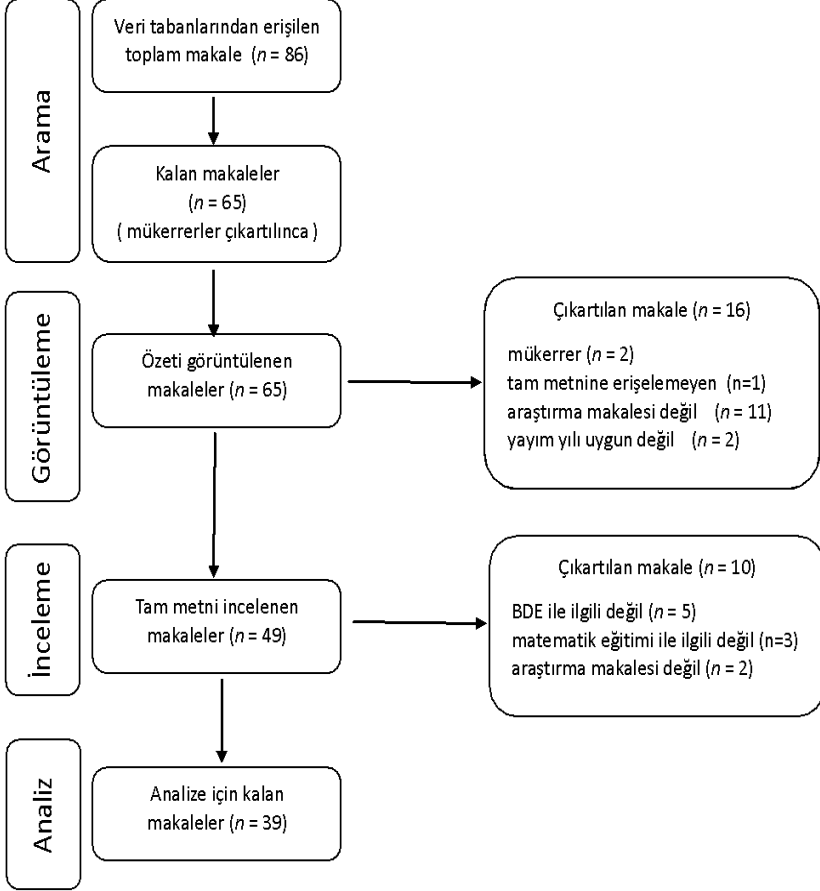 Arama
Veri tabanlarından erişilen
toplam makale (n = 86)
Kalan makaleler
(n = 65)
( mükerrerler çıkartılınca )
Görüntüleme
Özeti görüntülenen
makaleler (n = 65)
Çıkartılan makale (n = 16)
mükerrer (n = 2)
tam metnine erişelemeyen (n=1)
araştırma makalesi değil (n = 11)
yayım yılı uygun değil (n = 2)
İnceleme
Tam metni incelenen
makaleler (n = 49)
Çıkartılan makale (n = 10)
BDE ile ilgili değil (n = 5)
matematik eğitimi ile ilgili değil (n=3)
araştırma makalesi değil (n = 2)
Analiz
Analize için kalan
makaleler (n = 39)